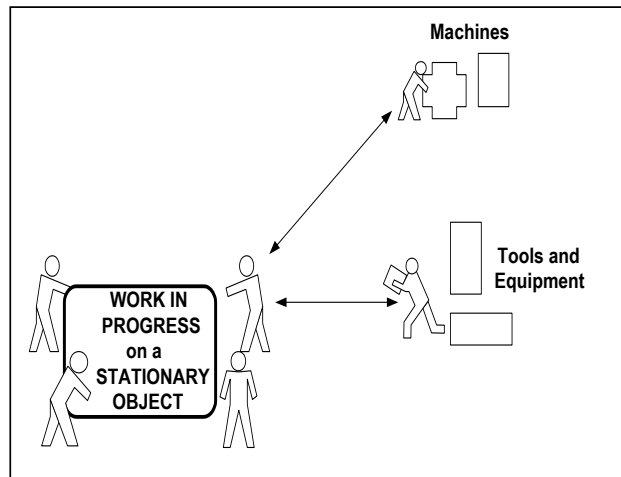 Machines
Tools and
Equipment
WORK IN
PROGRESS
on a
STATIONARY
OBJECT